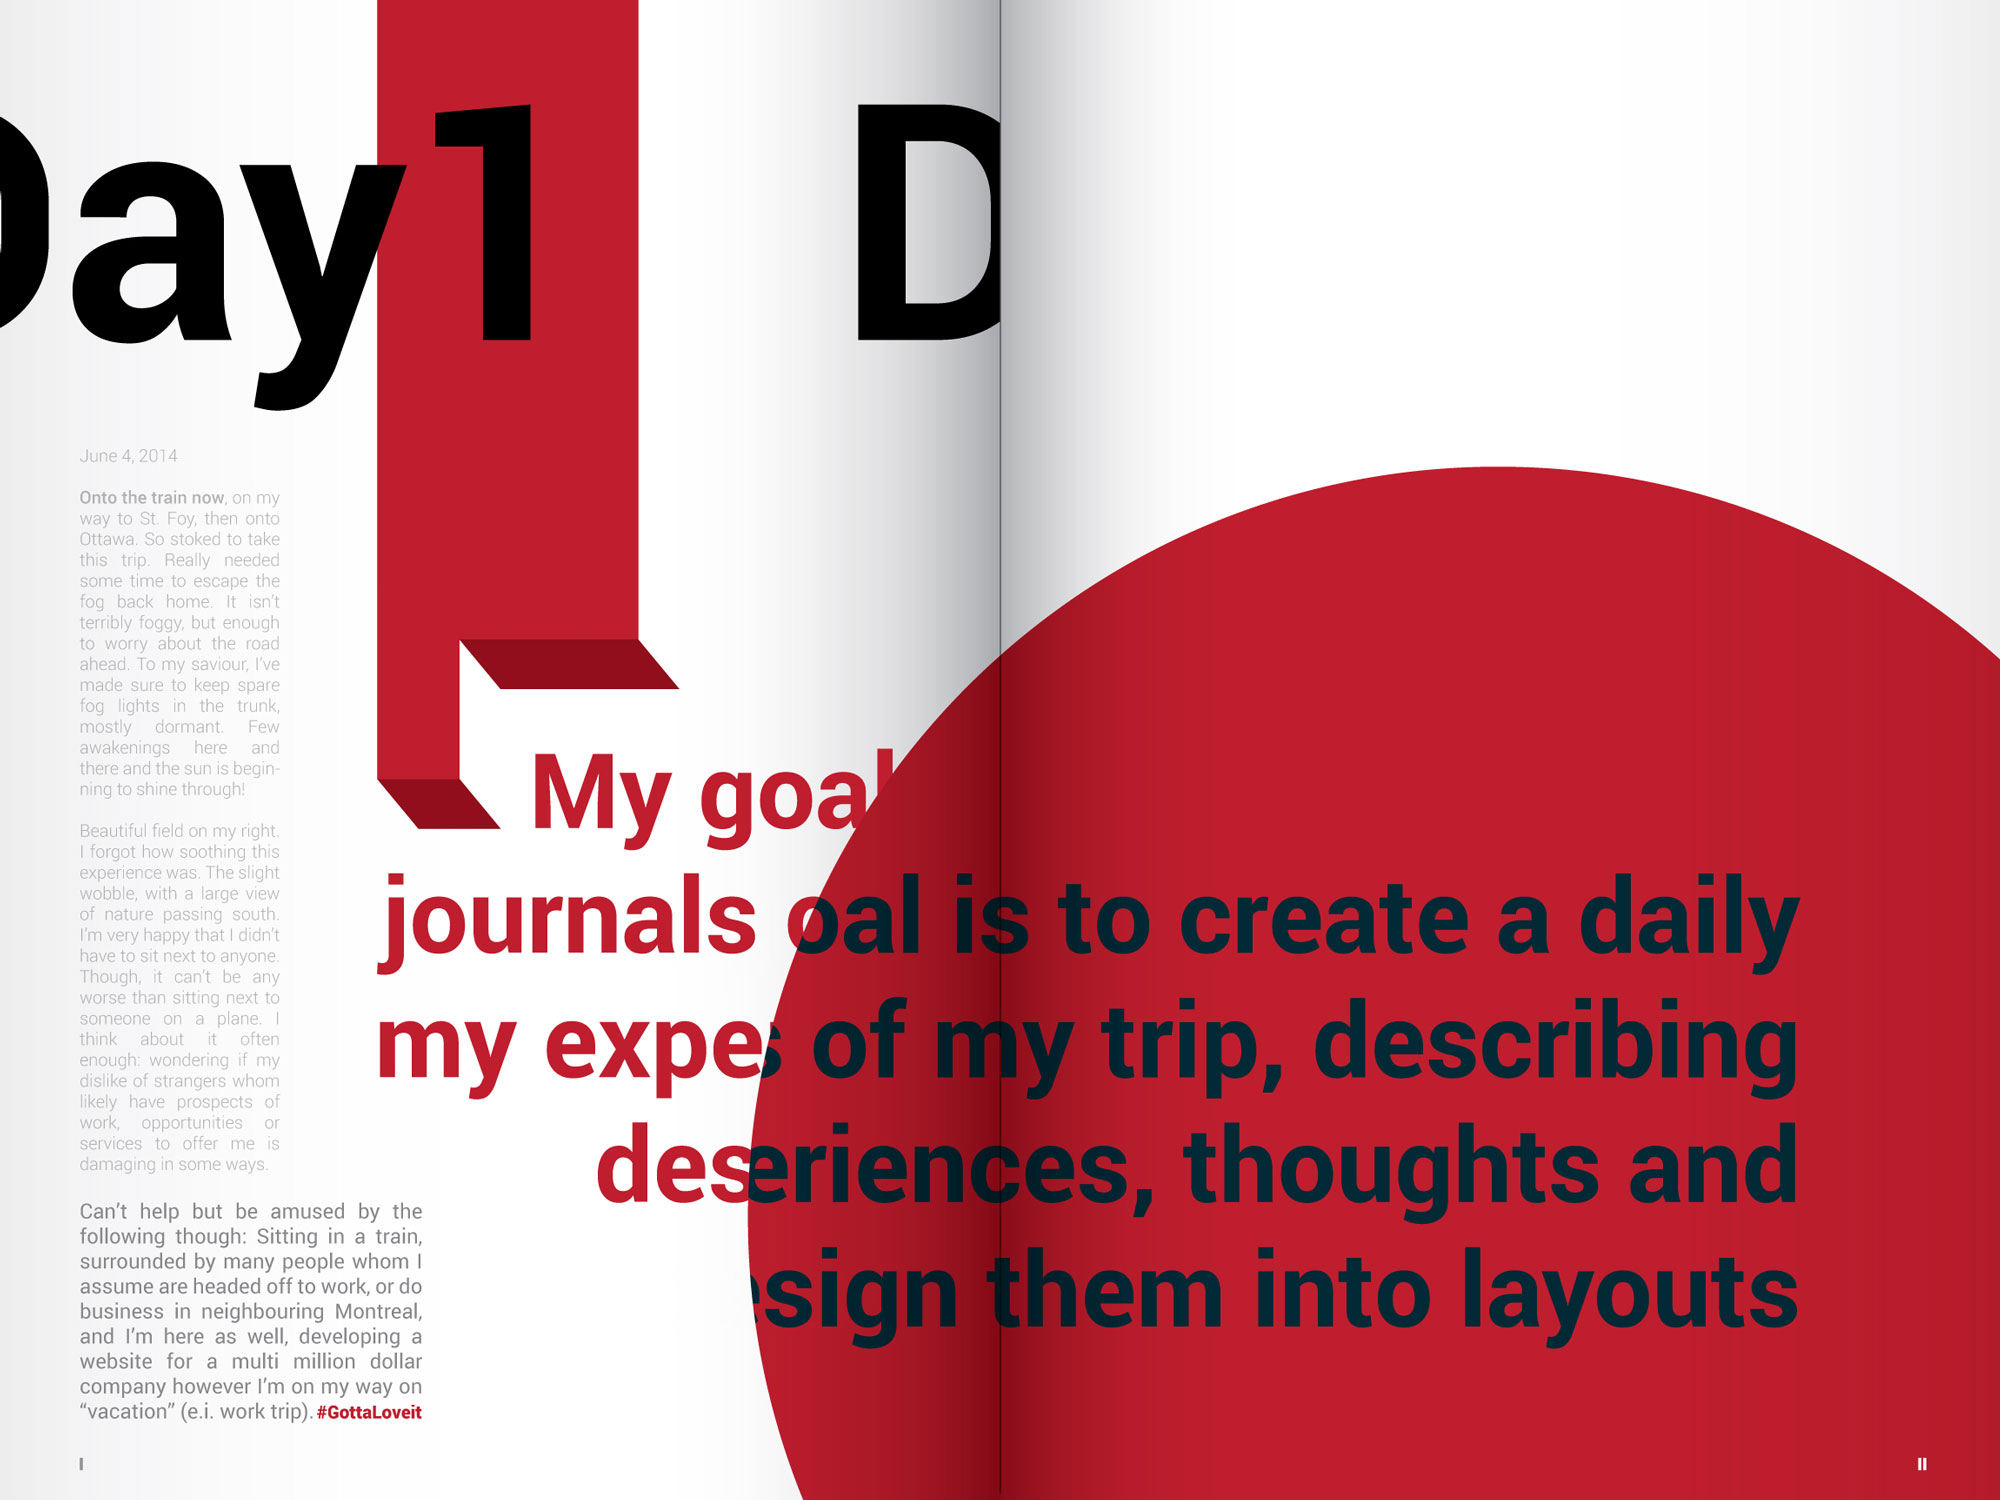 Day1 D
June 4, 2014
Onto the train now, on my
way to St. Foy, then onto
Ottawa. So stoked to take
this trip. Really needed
some time to escape the
fog back home. It isn't
terribly foggy, but enough
to worry about the road
ahead. To my saviour, I've
made sure to keep spare
fog lights in the trunk,
mostly dormant. Few
awakenings here and
there and the sun is begin-
ning to shine through!
Beautiful field on my right.
I forgot how soothing this
experience was. The slight
wobble, with a large view
of nature passing south.
I'm very happy that I didn't
have to sit next to anyone.
Though, it can't be any
worse than sitting next to
someone on a plane. I
think about it often
enough: wondering if my
dislike of strangers whom
likely have prospects of
work, opportunities or
services to offer me is
damaging in some ways.
Can't help but be amused by the
following though: Sitting in a train,
surrounded by many people whom I
assume are headed off to work, or do
business in neighbouring Montreal,
and I'm here as well, developing a
website for a multi million dollar
company however I'm on my way on
“vacation” (e.i. work trip). #GottaLoveit
My goal
journals oal is to create a daily
my expes of my trip, describing
deseriences, thoughts and
esign them into layouts
I
II